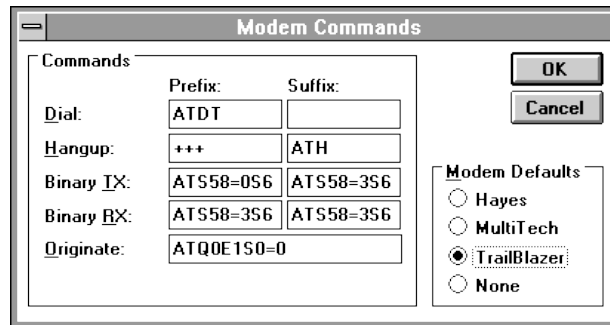 Modem Commands
Commands
Prefix: Suffix:
Dial: ATDT
Hangup: +++ ATH
Binary TX: ATS58=0S6 ATS58=3S6
Binary RX: ATS58=3S6 ATS58=3S6
Originate: ATQ0E1S0=0
OK
Cancel
Modem Defaults
Hayes
MultiTech
TrailBlazer
None